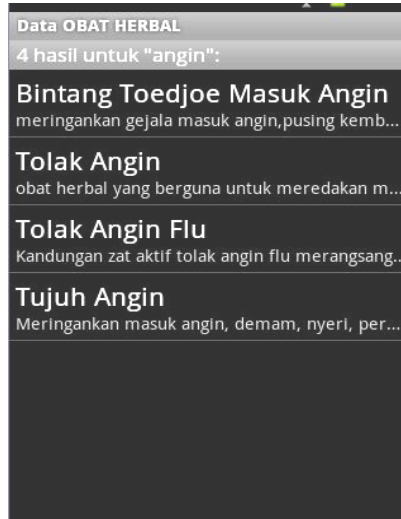 Data OBAT HERBAL
4 hasil untuk "angin":
Bintang Toedjoe Masuk Angin
meringankan gejala masuk angin,pusing kemb...
Tolak Angin
obat herbal yang berguna untuk meredakan m...
Tolak Angin Flu
Kandungan zat aktif tolak angin flu merangsang..
Tujuh Angin
Meringankan masuk angin, demam, nyeri, per...